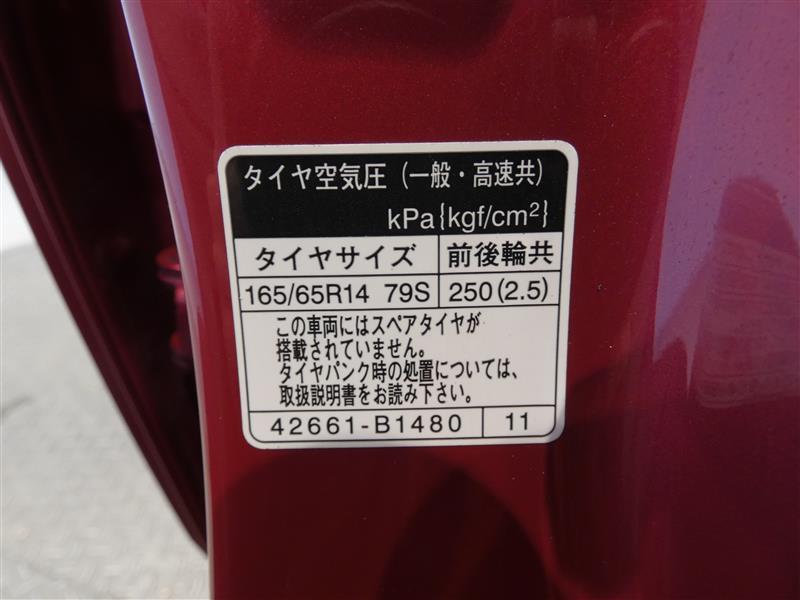 タイヤ空気圧（一般・高速共）
kPa{kgf/cm²}
タイヤサイズ 前後輪共
165/65R14 79S 250(2.5)
この車両にはスペアタイヤが
搭載されていません。
タイヤパンク時の処置については、
取扱説明書をお読み下さい。
42661-B1480 11